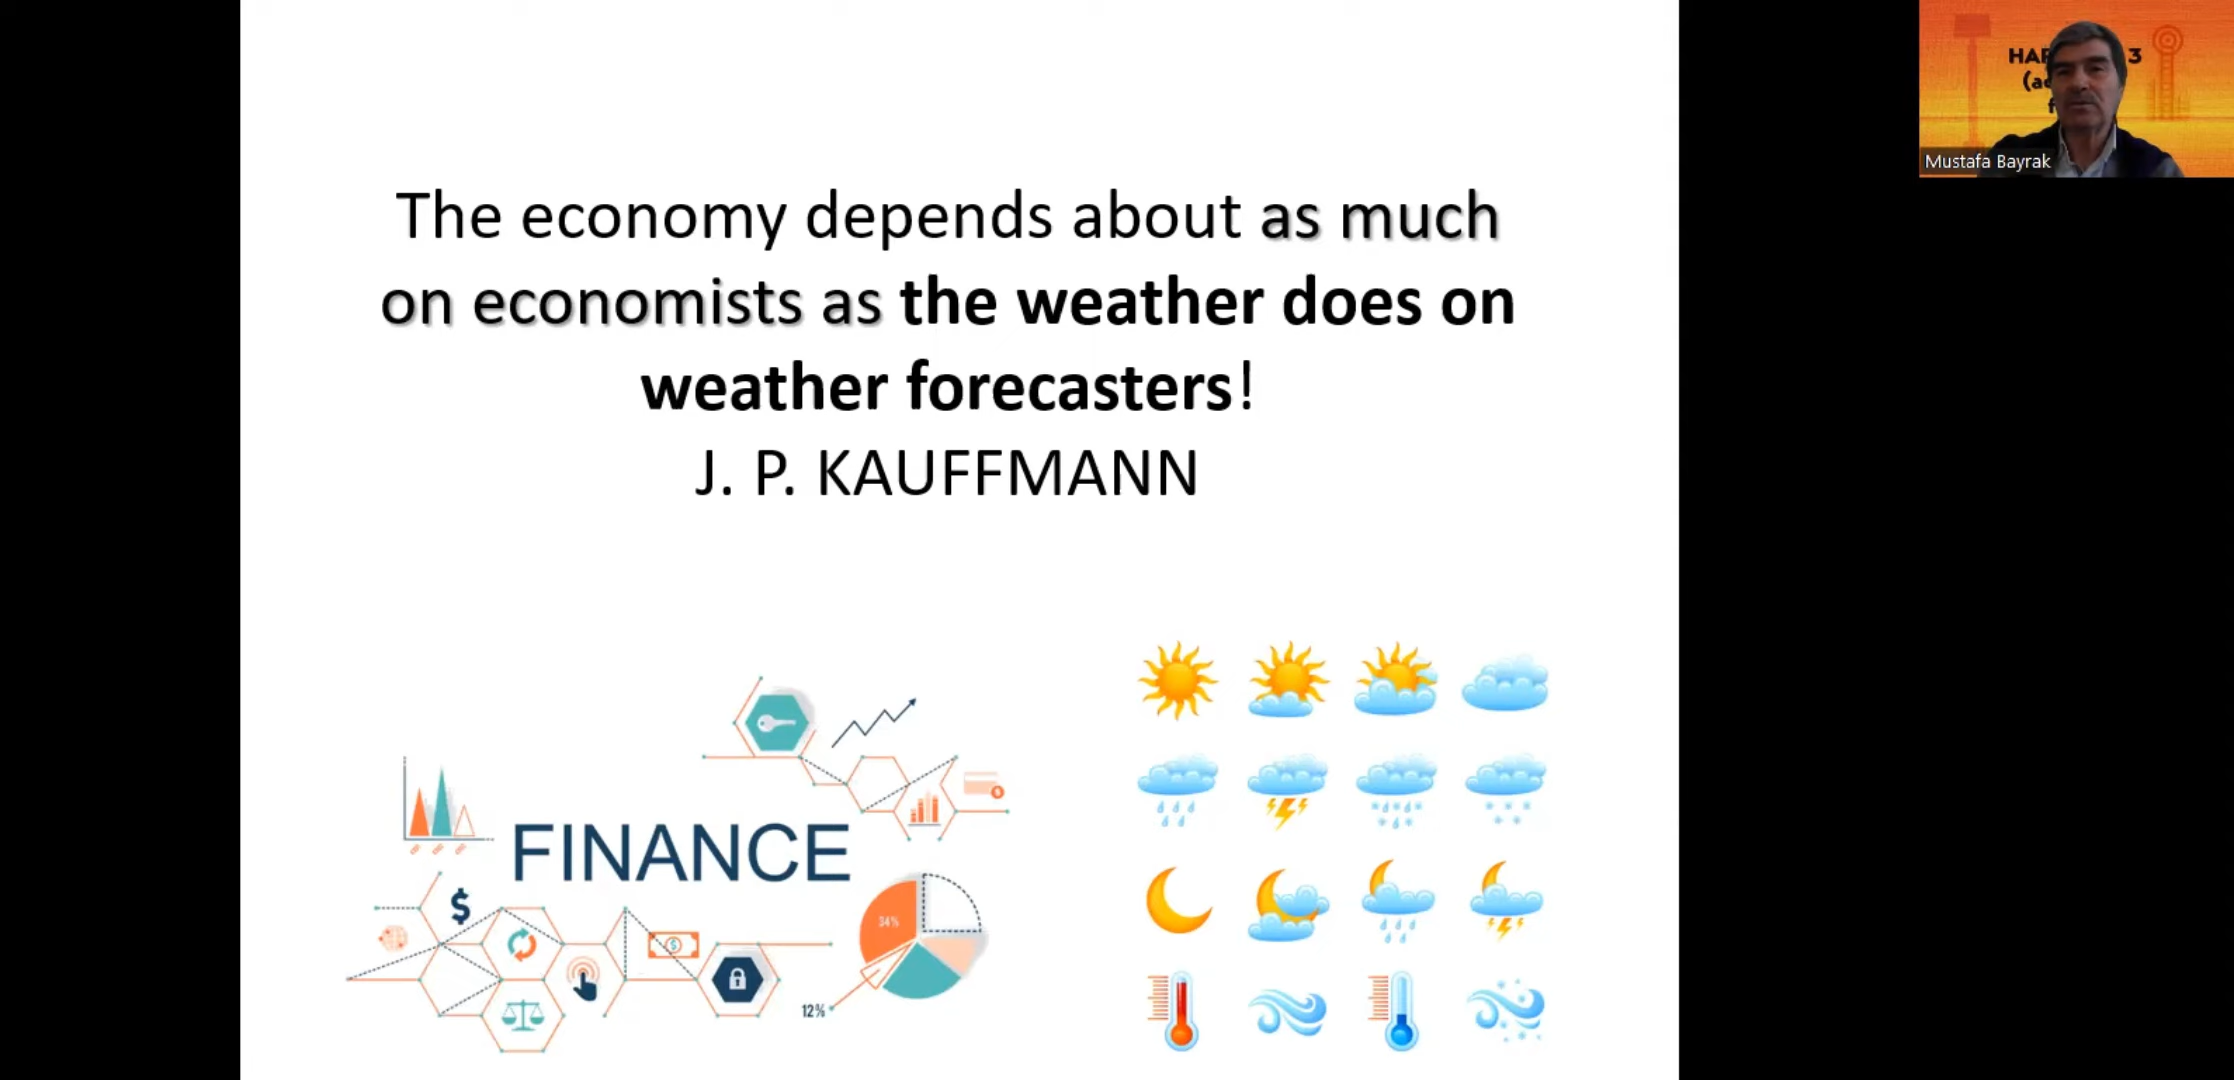 The economy depends about as much
on economists as the weather does on
weather forecasters!
J. P. KAUFFMANN
FINANCE
$
34%
$
12%
3
Mustafa Bayrak